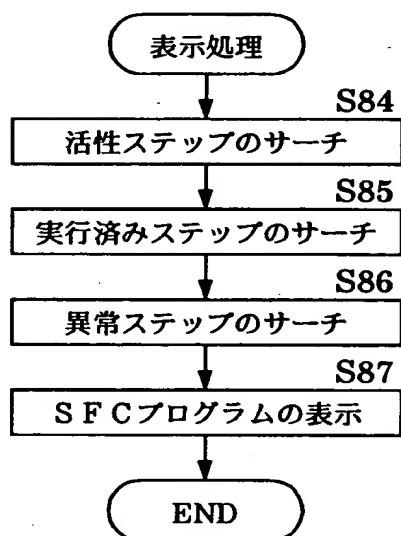 表示処理
S84
活性ステップのサーチ
S85
実行済みステップのサーチ
S86
異常ステップのサーチ
S87
ＳＦＣプログラムの表示
END